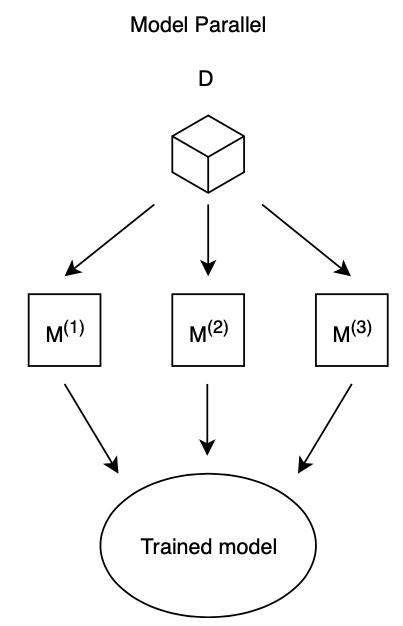 Model Parallel
D
M(1) M(2) M(3)
Trained model